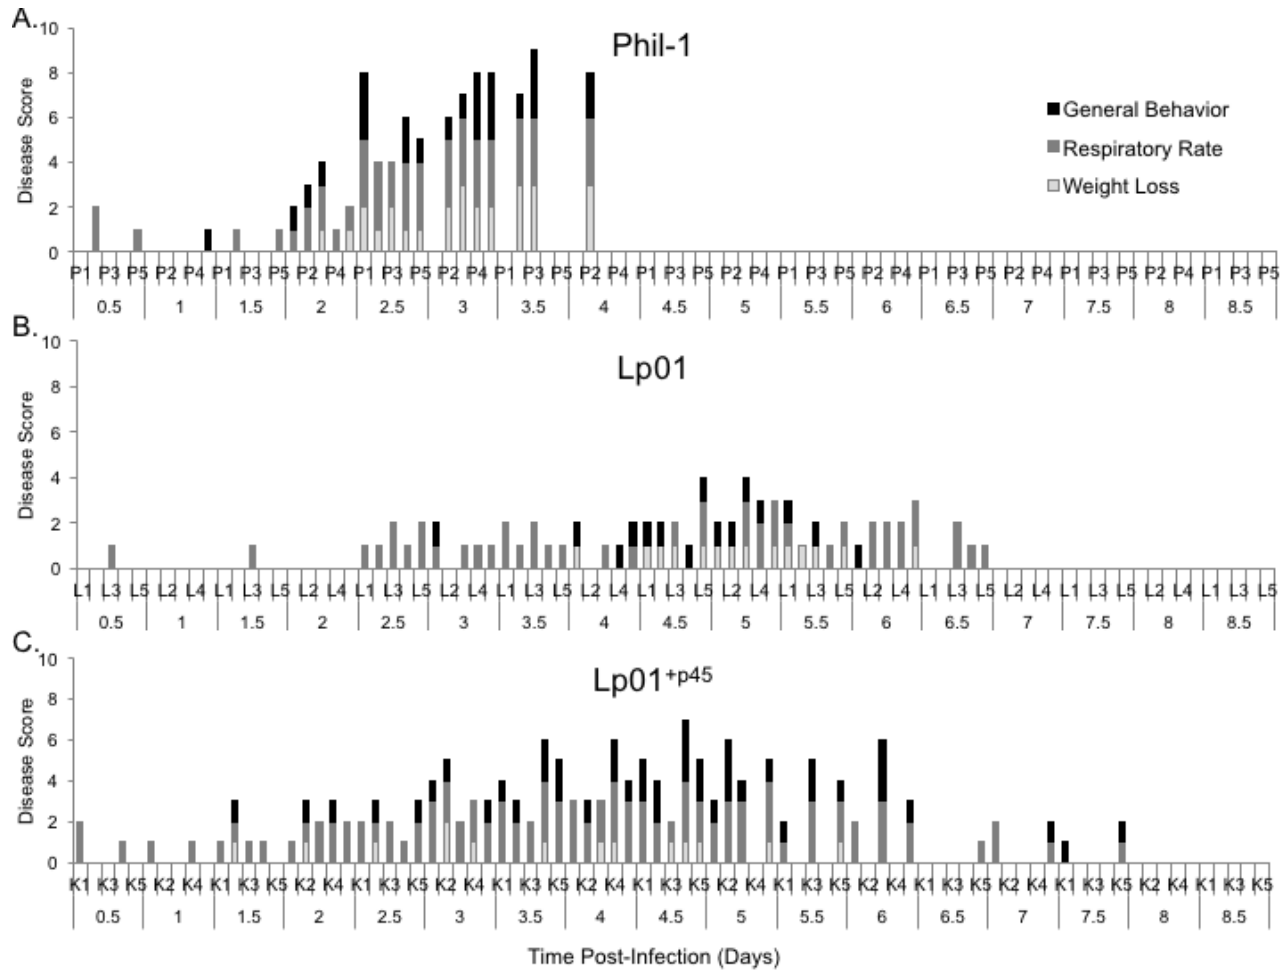 A.
Phil-1
10
8
6
4
2
0
Disease Score
General Behavior
Respiratory Rate
Weight Loss
P1 P3 P5 P2 P4 P1 P3 P5 P2 P4 P1 P3 P5 P2 P4 P1 P3 P5 P2 P4 P1 P3 P5 P2 P4 P1 P3 P5 P2 P4 P1 P3 P5 P2 P4 P1 P3 P5 P2 P4 P1 P3 P5
0.5 1 1.5 2 2.5 3 3.5 4 4.5 5 5.5 6 6.5 7 7.5 8 8.5
B.
Lp01
10
8
6
4
2
0
Disease Score
L1 L3 L5 L2 L4 L1 L3 L5 L2 L4 L1 L3 L5 L2 L4 L1 L3 L5 L2 L4 L1 L3 L5 L2 L4 L1 L3 L5 L2 L4 L1 L3 L5 L2 L4 L1 L3 L5 L2 L4 L1 L3 L5
0.5 1 1.5 2 2.5 3 3.5 4 4.5 5 5.5 6 6.5 7 7.5 8 8.5
C.
Lp01+p45
10
8
6
4
2
0
Disease Score
K1 K3 K5 K2 K4 K1 K3 K5 K2 K4 K1 K3 K5 K2 K4 K1 K3 K5 K2 K4 K1 K3 K5 K2 K4 K1 K3 K5 K2 K4 K1 K3 K5 K2 K4 K1 K3 K5 K2 K4 K1 K3 K5
0.5 1 1.5 2 2.5 3 3.5 4 4.5 5 5.5 6 6.5 7 7.5 8 8.5
Time Post-Infection (Days)